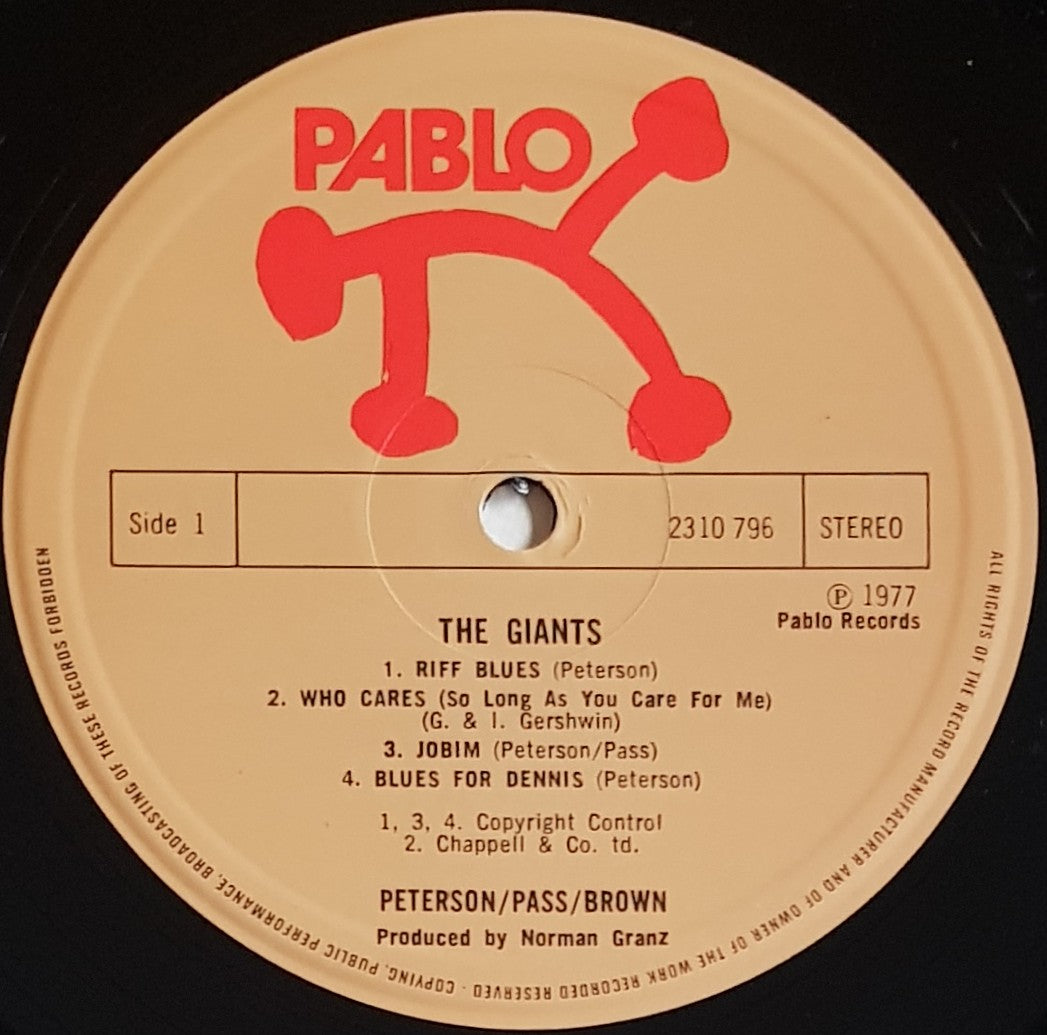 PABLO
Side 1
2310 796
STEREO
℗ 1977
Pablo Records
THE GIANTS
1. RIFF BLUES (Peterson)
2. WHO CARES (So Long As You Care For Me)
(G. & I. Gershwin)
3. JOBIM (Peterson/Pass)
4. BLUES FOR DENNIS (Peterson)
1, 3, 4. Copyright Control
2. Chappell & Co. td.
PETERSON/PASS/BROWN
Produced by Norman Granz
ALL RIGHTS OF THE RECORD MANUFACTURER AND OF OWNER OF THE WORK RECORDED RESERVED · COPYING, PUBLIC PERFORMANCE, BROADCASTING OF THESE RECORDS FORBIDDEN